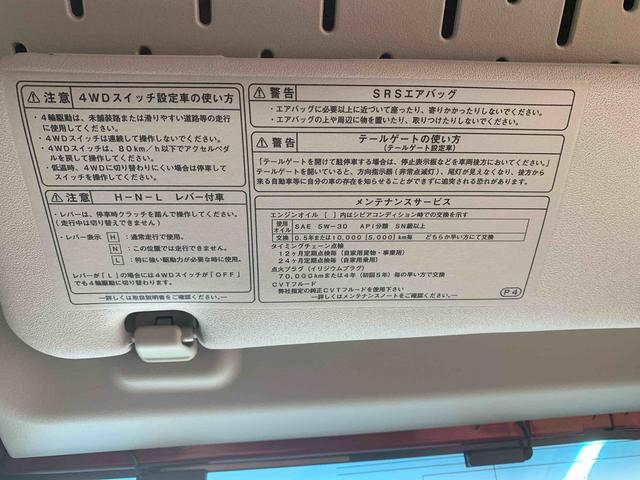 ⚠注意 4WDスイッチ設定車の使い方
・4輪駆動は、未舗装路または滑りやすい道路等の走行
に使用してください。
・4WDスイッチは連続して操作しないでください。
・4WDスイッチは、80km/h以下でアクセルペダ
ルを戻して操作してください。
・低温時、4WDに切り替わりにくい場合は停車して
スイッチを操作してください。
⚠注意 H-N-L レバー付車
・レバーは、停車時クラッチを踏んで操作してください。
(走行中は切り替えできません)
・レバー表示 H :通常走行で使用。
N :この位置では走行できません。
L :特に強い駆動力が必要な時に使用。
レバーが「L」の場合には4WDスイッチが「OFF」
でも4輪駆動に切り替わります。
―詳しくは取扱説明書をご確認ください。―
⚠警告 SRSエアバッグ
・エアバッグに必要以上に近づいて座ったり、寄りかかったりしないでください。
・エアバッグの上や周辺に物を置いたり、取りつけたりしないでください。
⚠警告 テールゲートの使い方
(テールゲート設定車)
「テールゲートを開けて駐停車する場合は、停止表示板などを車両後方においてください。」
テールゲートを開いていると、方向指示器(非常点滅灯)、尾灯が見えなくなり、後方から
来る自動車等に自分の車の存在を知らせることができずに追突される恐れがあります。
メンテナンスサービス
エンジンオイル [ ]内はシビアコンディション時での交換を示す
使用オイル SAE 5W-30 API分類 SN級以上
交換 0.5年または10,000[5,000]km毎 どちらか早い方にて交換
タイミングチェーン点検
12ヶ月定期点検毎(自家用貨物・事業用)
24ヶ月定期点検毎(自家用乗用)
点火プラグ(イリジウムプラグ)
70,000kmまたは4年(初回5年)毎の早い方で交換
CVTフルード
弊社指定の純正CVTフルードを使用下さい
―詳しくはメンテナンスノートをご確認ください。―
P4